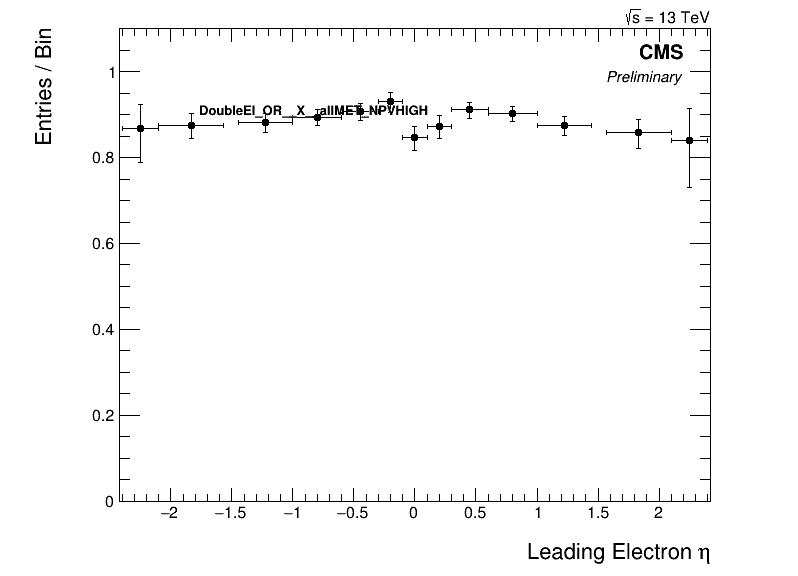 √s = 13 TeV
CMS
Preliminary
Entries / Bin
DoubleEl_OR__X__allMET_NPVHIGH
1
0.8
0.6
0.4
0.2
0
−2 −1.5 −1 −0.5 0 0.5 1 1.5 2
Leading Electron η